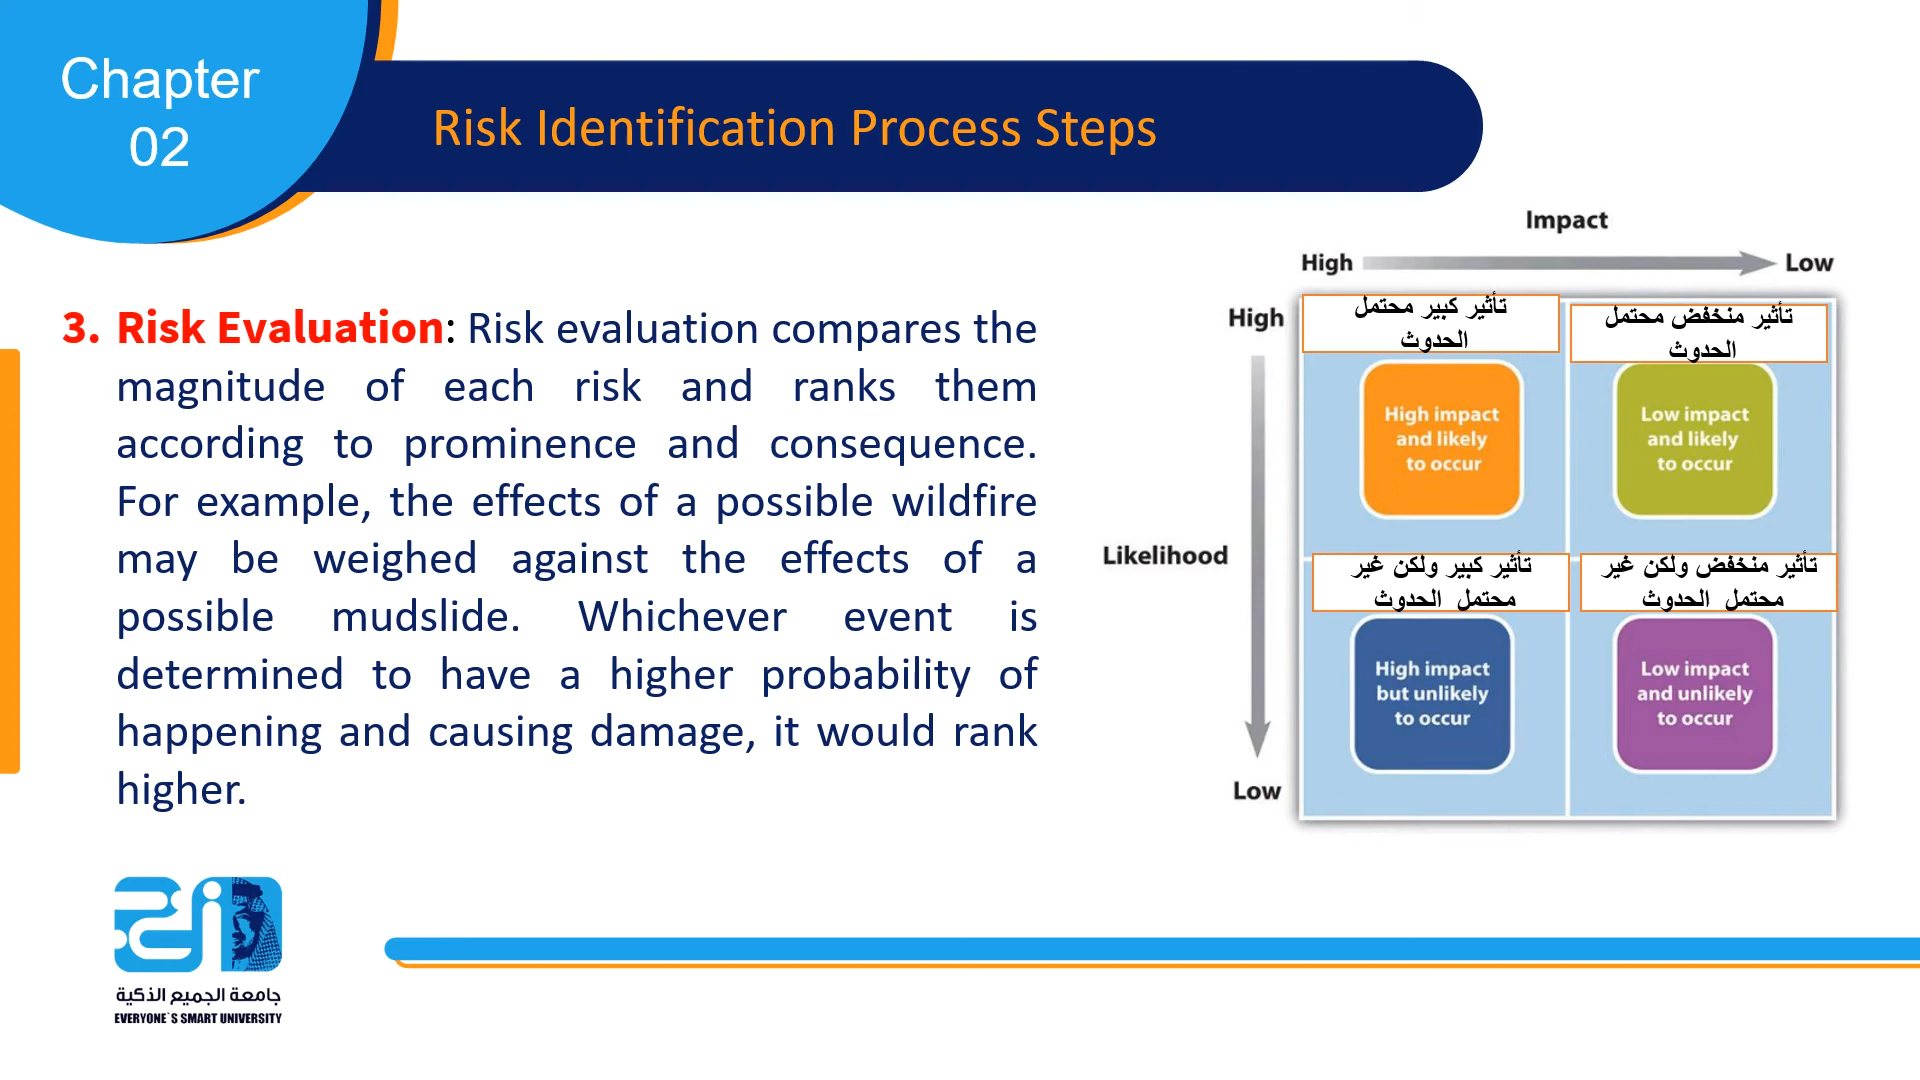 Chapter
02
Risk Identification Process Steps
3. Risk Evaluation: Risk evaluation compares the
magnitude of each risk and ranks them
according to prominence and consequence.
For example, the effects of a possible wildfire
may be weighed against the effects of a
possible mudslide. Whichever event is
determined to have a higher probability of
happening and causing damage, it would rank
higher.
Impact
High
Low
High
Likelihood
Low
تأثير كبير محتمل
الحدوث
High impact
and likely
to occur
تأثير منخفض محتمل
الحدوث
Low impact
and likely
to occur
تأثير كبير ولكن غير
محتمل الحدوث
High impact
but unlikely
to occur
تأثير منخفض ولكن غير
محتمل الحدوث
Low impact
and unlikely
to occur
جامعة الجميع الذكية
EVERYONE`S SMART UNIVERSITY